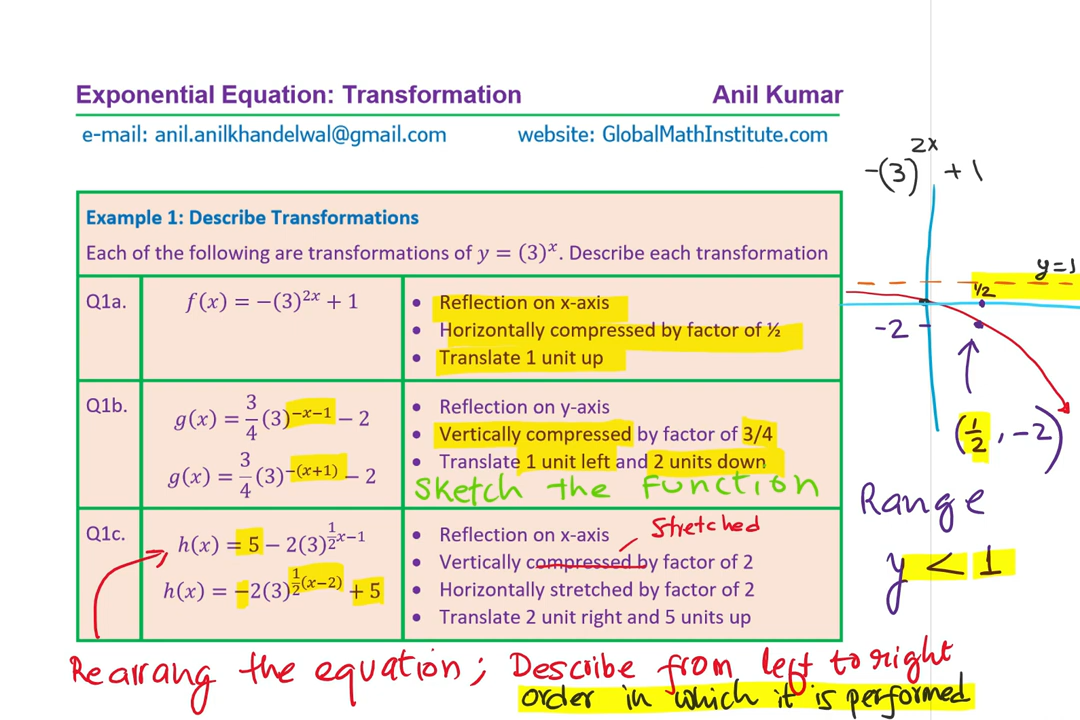 Exponential Equation: Transformation Anil Kumar
e-mail: anil.anilkhandelwal@gmail.com website: GlobalMathInstitute.com
2x
-(3) + 1
Example 1: Describe Transformations
Each of the following are transformations of y = (3)^x. Describe each transformation
Q1a. f(x) = −(3)^{2x} + 1
• Reflection on x-axis
• Horizontally compressed by factor of ½
• Translate 1 unit up
y=1
1/2
-2
(1/2, -2)
Q1b. g(x) = 3/4 (3)^{−x−1} − 2
g(x) = 3/4 (3)^{−(x+1)} − 2
• Reflection on y-axis
• Vertically compressed by factor of 3/4
• Translate 1 unit left and 2 units down
Sketch the function
Range
y < 1
Q1c. h(x) = 5 − 2(3)^{1/2 x−1}
h(x) = −2(3)^{1/2 (x−2)} + 5
• Reflection on x-axis
Stretched
• Vertically compressed by factor of 2
• Horizontally stretched by factor of 2
• Translate 2 unit right and 5 units up
Rearrang the equation; Describe from left to right
order in which it is performed